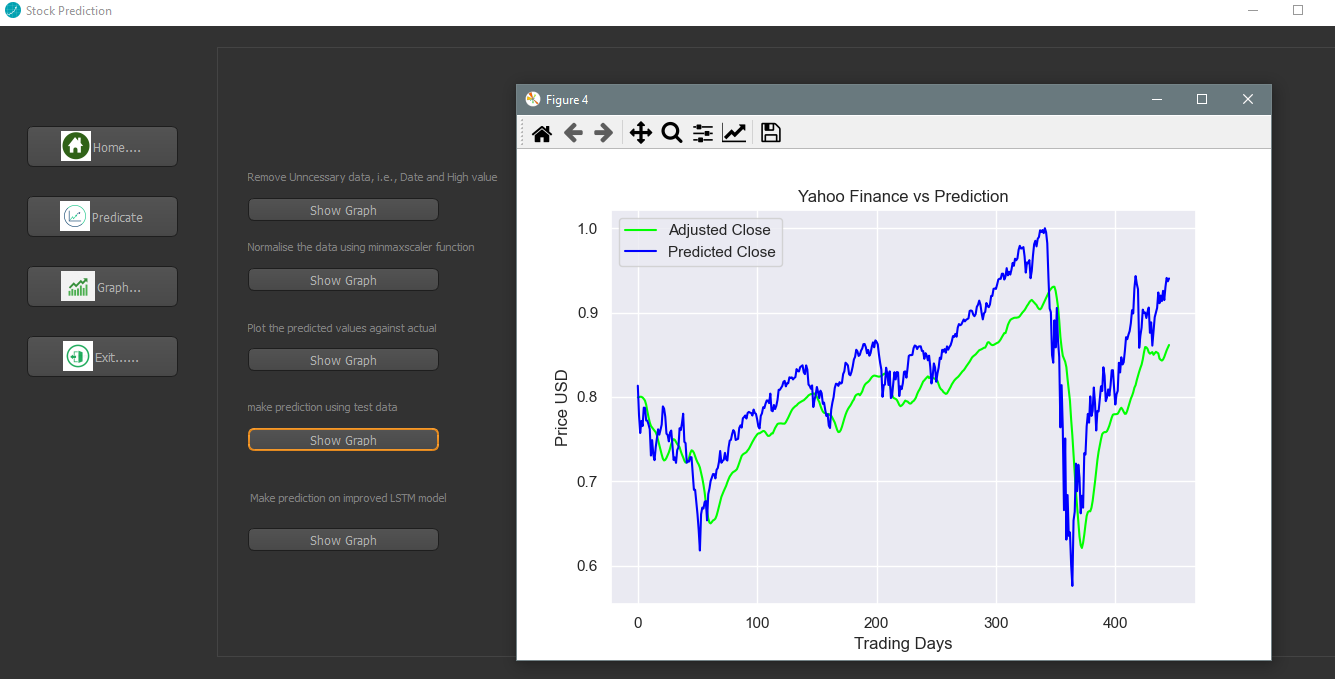 Stock Prediction
Home....
Predicate
Graph...
Exit......
Remove Unncessary data, i.e., Date and High value
Show Graph
Normalise the data using minmaxscaler function
Show Graph
Plot the predicted values against actual
Show Graph
make prediction using test data
Show Graph
Make prediction on improved LSTM model
Show Graph
Figure 4
Yahoo Finance vs Prediction
Adjusted Close
Predicted Close
Price USD
1.0
0.9
0.8
0.7
0.6
0 100 200 300 400
Trading Days